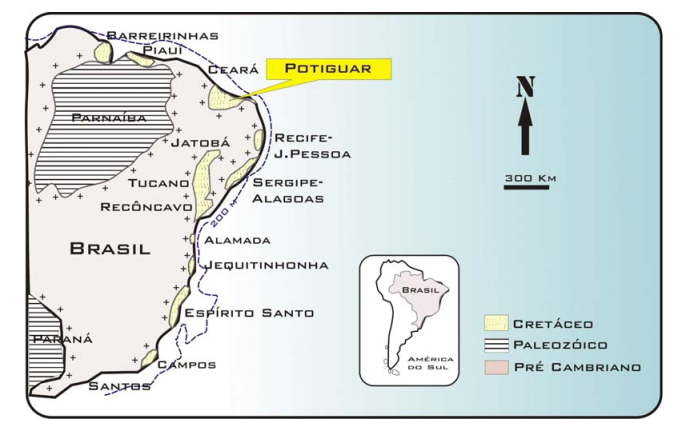 BARREIRINHAS
PIAUI
CEARÁ
POTIGUAR
PARNAÍBA
JATOBÁ
RECIFE-
J.PESSOA
TUCANO
SERGIPE-
ALAGOAS
RECÔNCAVO
200 M
ALAMADA
BRASIL
JEQUITINHONHA
ESPÍRITO SANTO
PARANÁ
CAMPOS
SANTOS
N
300 KM
BRASIL
AMÉRICA
DO SUL
CRETÁCEO
PALEOZÓICO
PRÉ CAMBRIANO